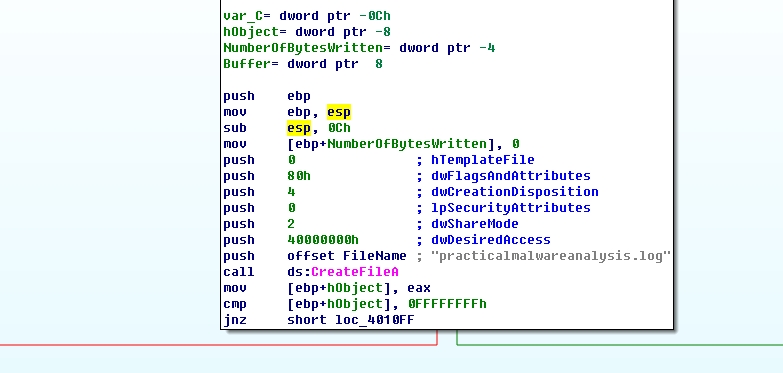 var_C= dword ptr -0Ch
hObject= dword ptr -8
NumberOfBytesWritten= dword ptr -4
Buffer= dword ptr  8
push    ebp
mov     ebp, esp
sub     esp, 0Ch
mov     [ebp+NumberOfBytesWritten], 0
push    0               ; hTemplateFile
push    80h             ; dwFlagsAndAttributes
push    4               ; dwCreationDisposition
push    0               ; lpSecurityAttributes
push    2               ; dwShareMode
push    40000000h       ; dwDesiredAccess
push    offset FileName ; "practicalmalwareanalysis.log"
call    ds:CreateFileA
mov     [ebp+hObject], eax
cmp     [ebp+hObject], 0FFFFFFFFh
jnz     short loc_4010FF